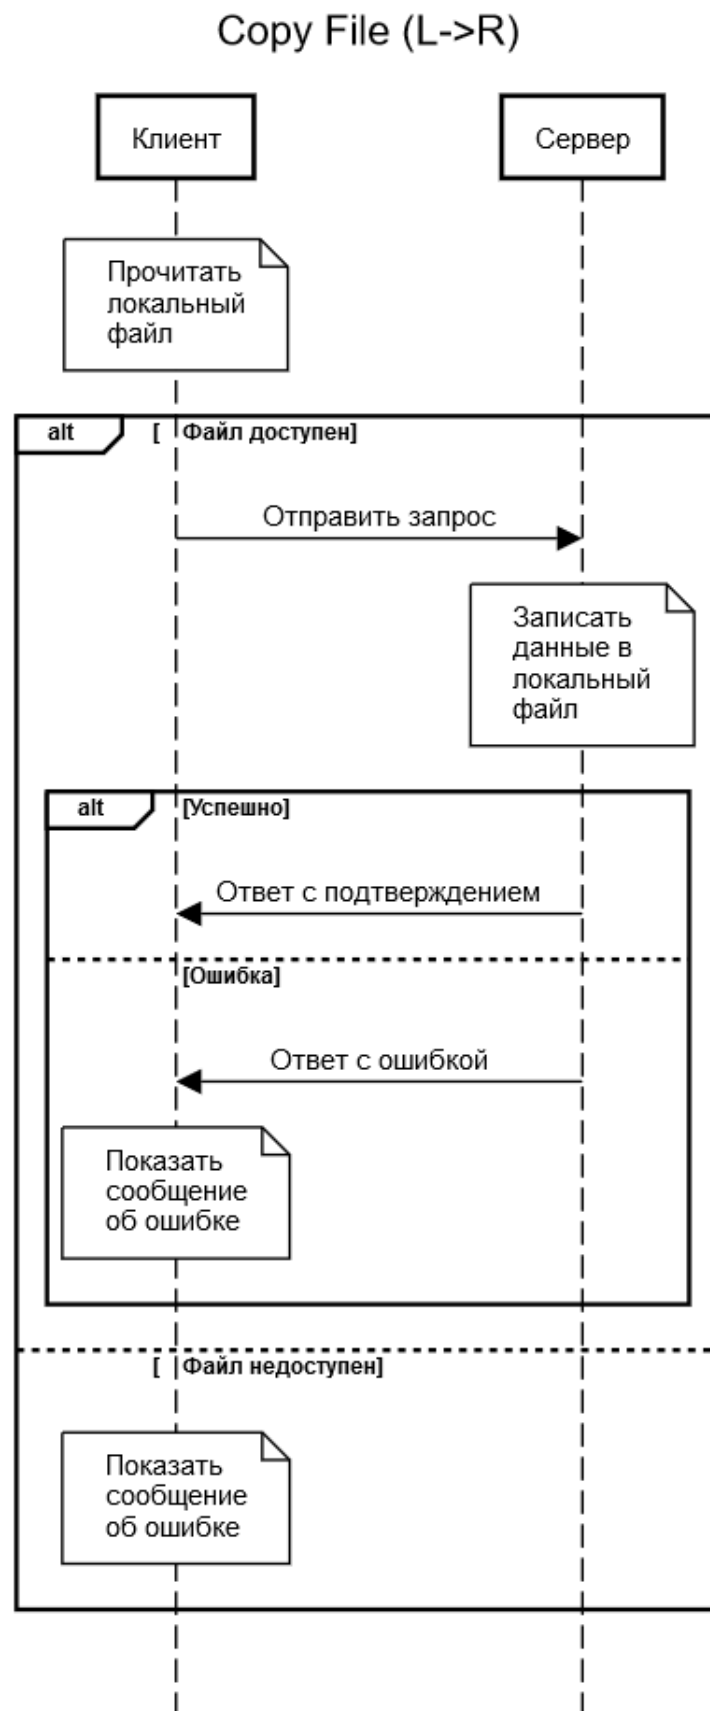 Copy File (L->R)
Клиент
Сервер
Прочитать
локальный
файл
alt
[ Файл доступен]
Отправить запрос
Записать
данные в
локальный
файл
alt
[Успешно]
Ответ с подтверждением
[Ошибка]
Ответ с ошибкой
Показать
сообщение
об ошибке
[ Файл недоступен]
Показать
сообщение
об ошибке